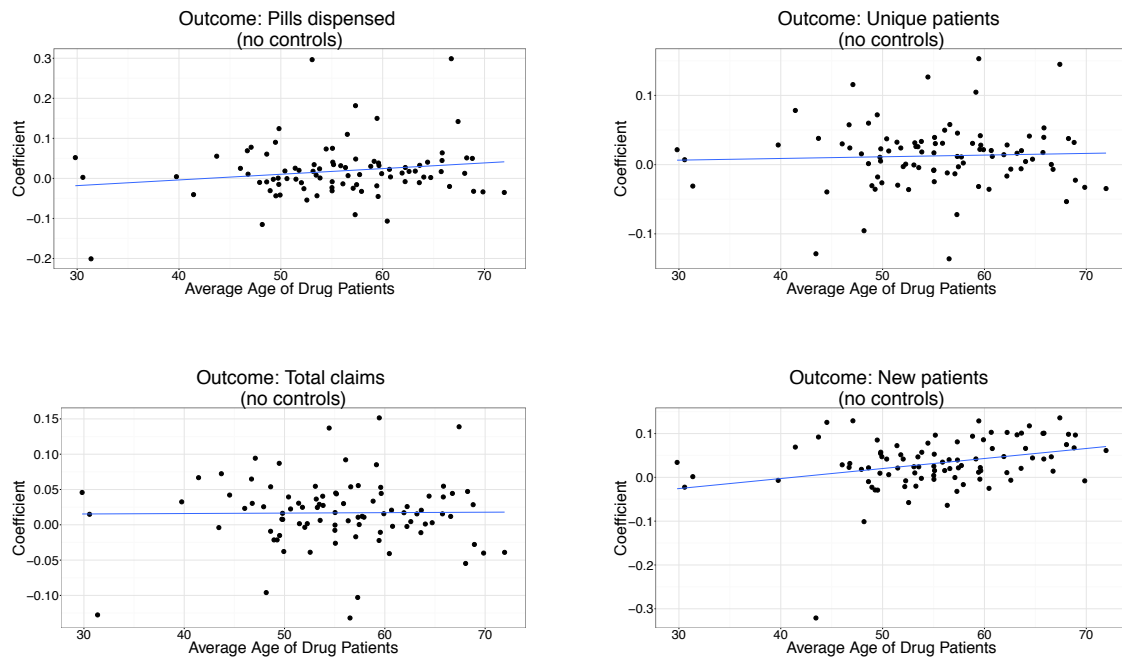 Outcome: Pills dispensed
(no controls)
Coefficient
0.3
0.2
0.1
0.0
−0.1
−0.2
30 40 50 60 70
Average Age of Drug Patients
Outcome: Unique patients
(no controls)
Coefficient
0.1
0.0
−0.1
30 40 50 60 70
Average Age of Drug Patients
Outcome: Total claims
(no controls)
Coefficient
0.15
0.10
0.05
0.00
−0.05
−0.10
30 40 50 60 70
Average Age of Drug Patients
Outcome: New patients
(no controls)
Coefficient
0.1
0.0
−0.1
−0.2
−0.3
30 40 50 60 70
Average Age of Drug Patients